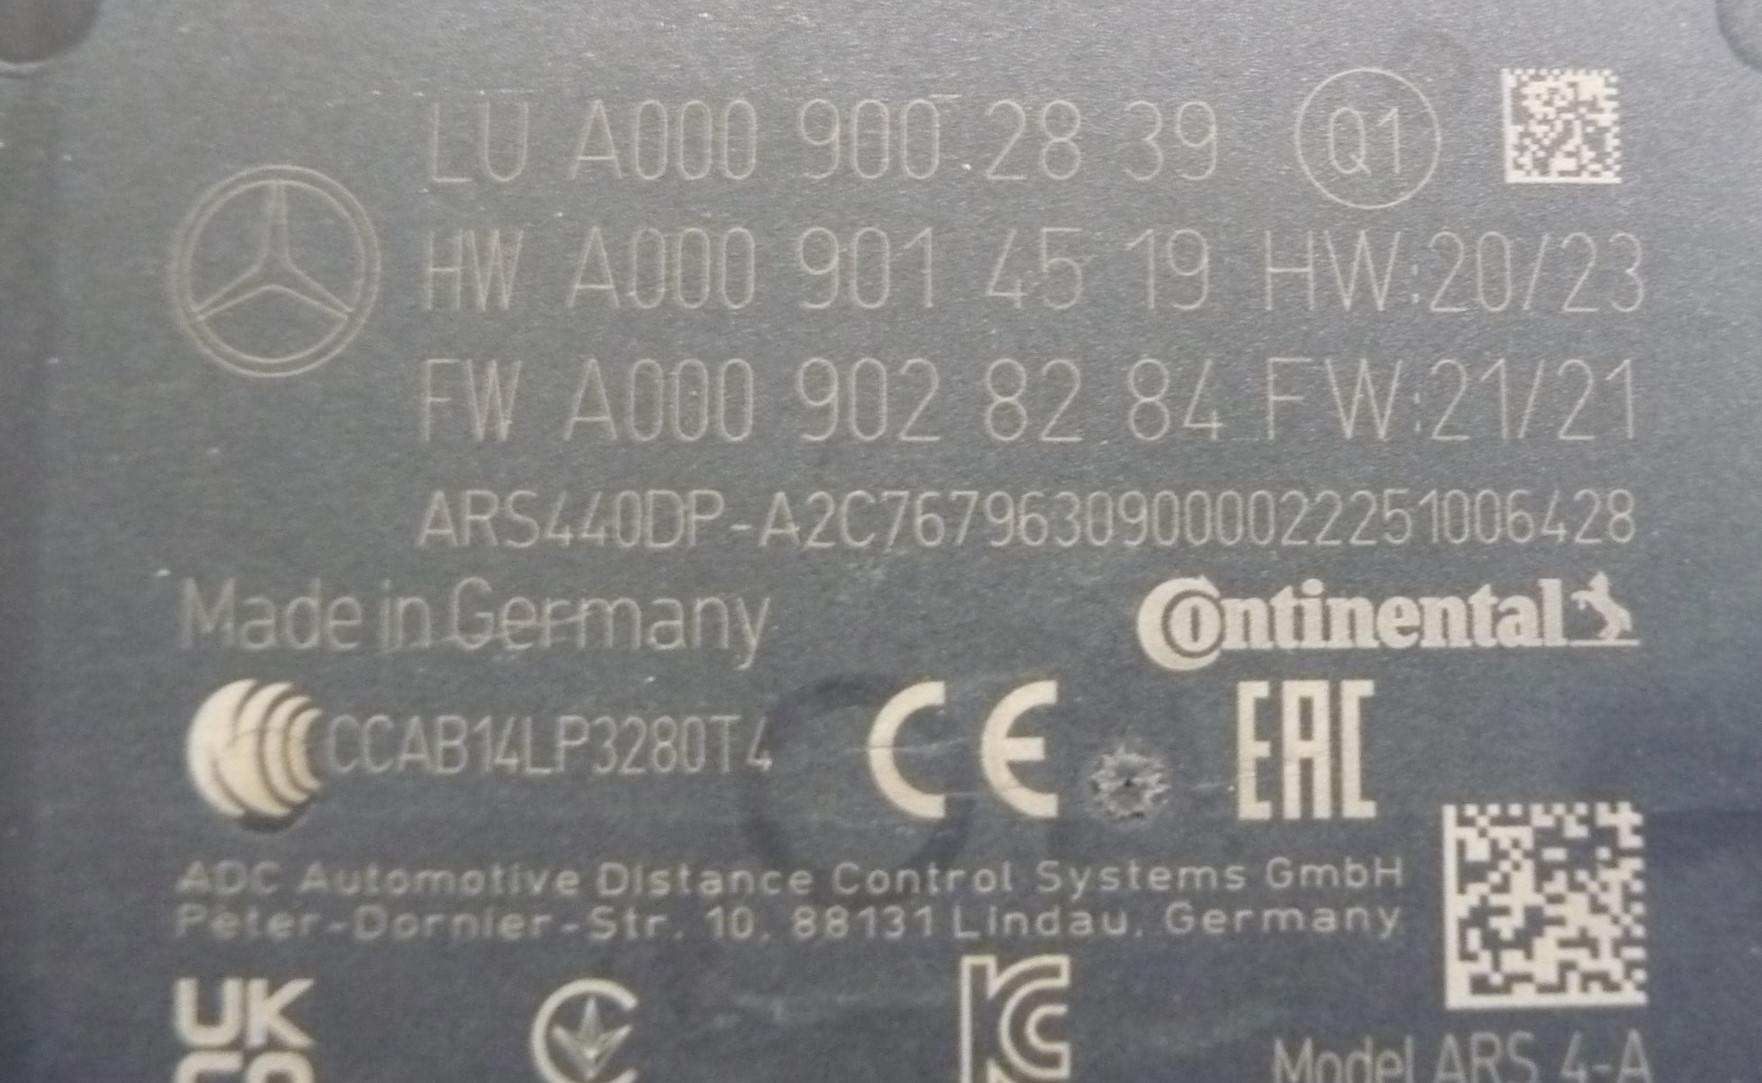 LU A000 900 28 39 Q1
HW A000 901 45 19 HW:20/23
FW A000 902 82 84 FW:21/21
ARS440DP-A2C76796309000022251006428
Made in Germany
Continental
CCAB14LP3280T4
CE
EAC
ADC Automotive Distance Control Systems GmbH
Peter-Dornier-Str. 10, 88131 Lindau, Germany
UK
CA
Model ARS 4-A